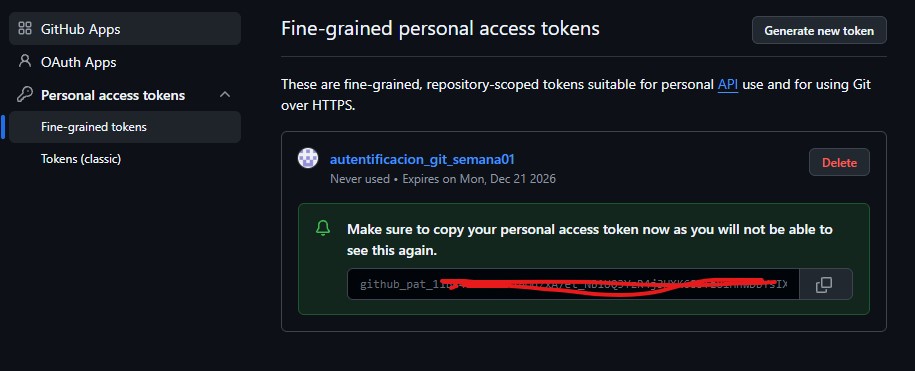 GitHub Apps
OAuth Apps
Personal access tokens
Fine-grained tokens
Tokens (classic)
Fine-grained personal access tokens
Generate new token
These are fine-grained, repository-scoped tokens suitable for personal API use and for using Git
over HTTPS.
autentificacion_git_semana01
Delete
Never used • Expires on Mon, Dec 21 2026
Make sure to copy your personal access token now as you will not be able to
see this again.